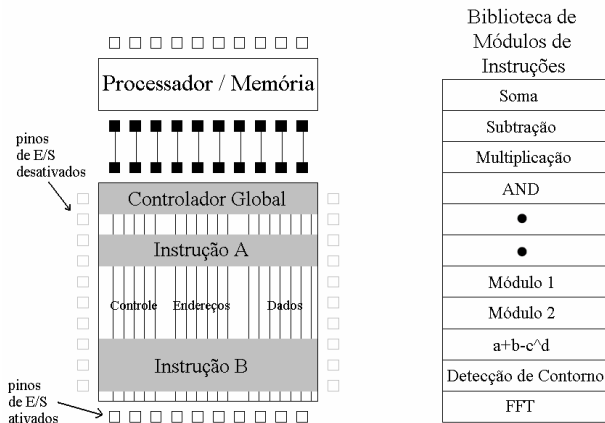 Processador / Memória
pinos
de E/S
desativados
Controlador Global
Instrução A
Controle Endereços Dados
Instrução B
pinos
de E/S
ativados
Biblioteca de
Módulos de
Instruções
Soma
Subtração
Multiplicação
AND
Módulo 1
Módulo 2
a+b-c^d
Detecção de Contorno
FFT